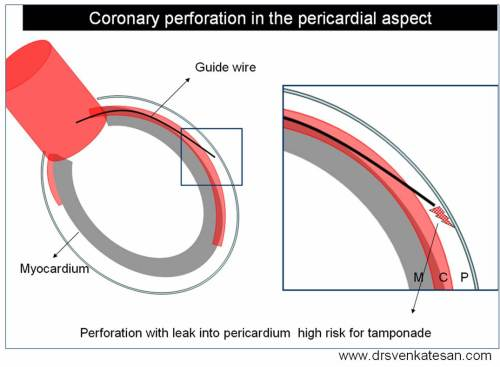 Coronary perforation in the pericardial aspect
Guide wire
Myocardium
M C P
Perforation with leak into pericardium high risk for tamponade
www.drsvenkatesan.com